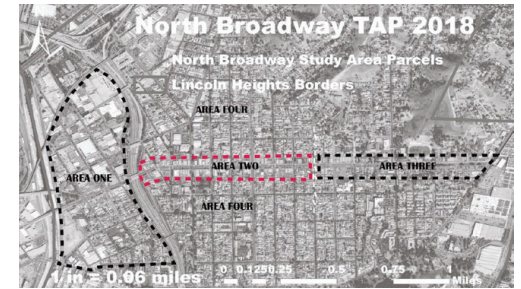 North Broadway TAP 2018
North Broadway Study Area Parcels
Lincoln Heights Borders
AREA FOUR
AREA TWO
AREA THREE
AREA ONE
AREA FOUR
1 in = 0.06 miles
0 0.1250.25 0.5 0.75 1
Miles